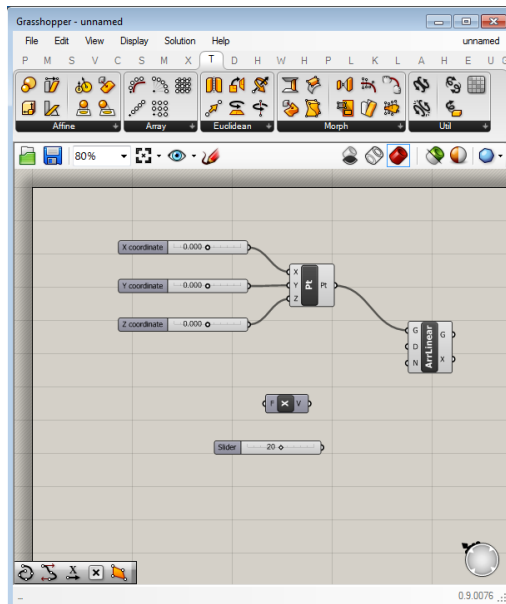 Grasshopper - unnamed
File Edit View Display Solution Help unnamed
P M S V C S M X T D H W H P L K L A H E U
Affine Array Euclidean Morph Util
80%
X coordinate 0.000
Y coordinate 0.000
Z coordinate 0.000
X Y Z Pt Pt
G D N ArrLinear G X
F X V
Slider 20
X
0.9.0076